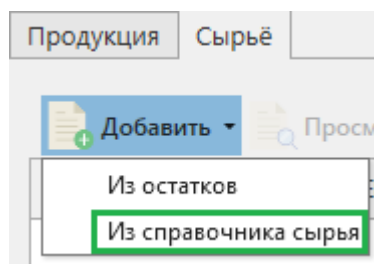 Продукция Сырьё
Добавить Просм
Из остатков
Из справочника сырья